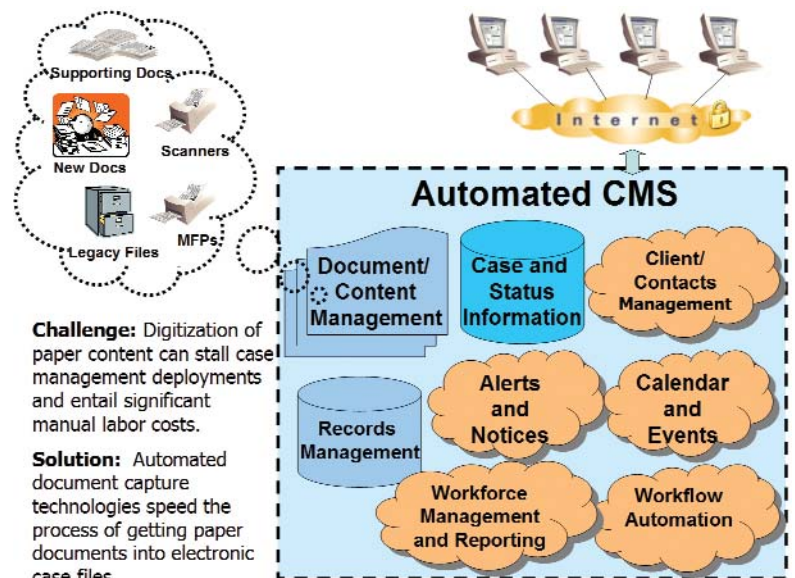 Supporting Docs
New Docs
Scanners
Legacy Files
MFPs
Challenge: Digitization of
paper content can stall case
management deployments
and entail significant
manual labor costs.
Solution: Automated
document capture
technologies speed the
process of getting paper
documents into electronic
case files
Internet
Automated CMS
Document/
Content
Management
Case and
Status
Information
Client/
Contacts
Management
Records
Management
Alerts
and
Notices
Calendar
and
Events
Workforce
Management
and Reporting
Workflow
Automation